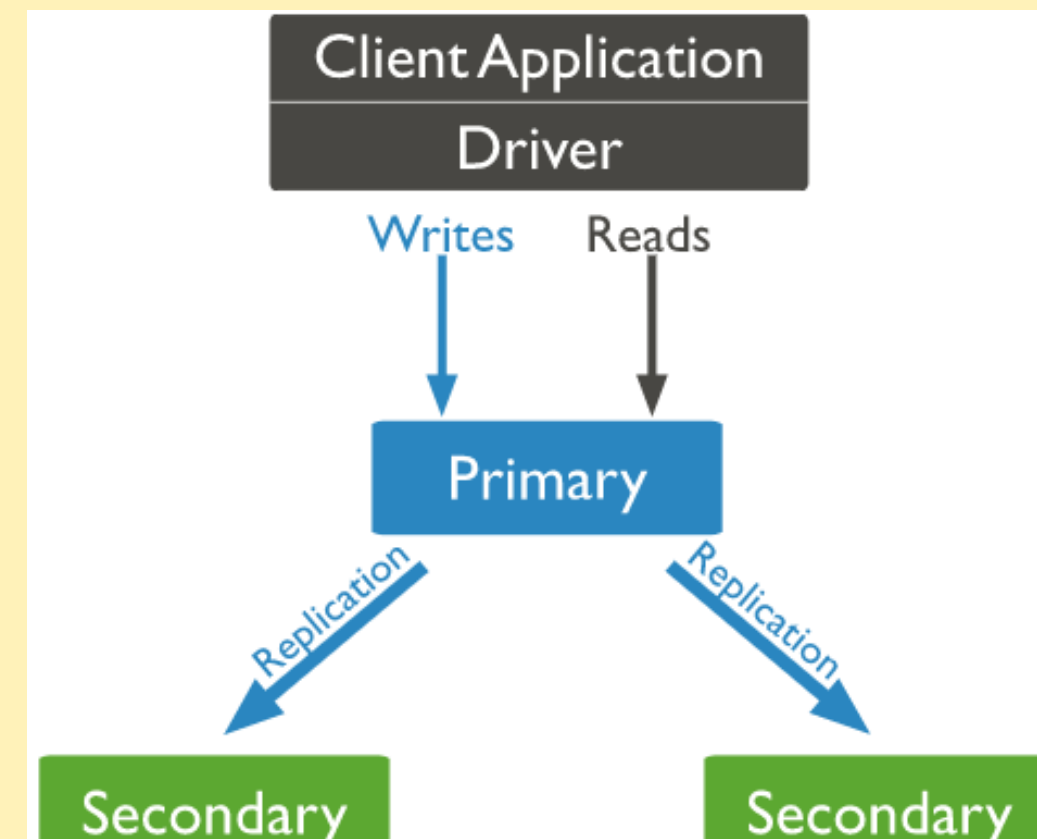 Client Application
Driver
Writes Reads
Primary
Replication Replication
Secondary Secondary